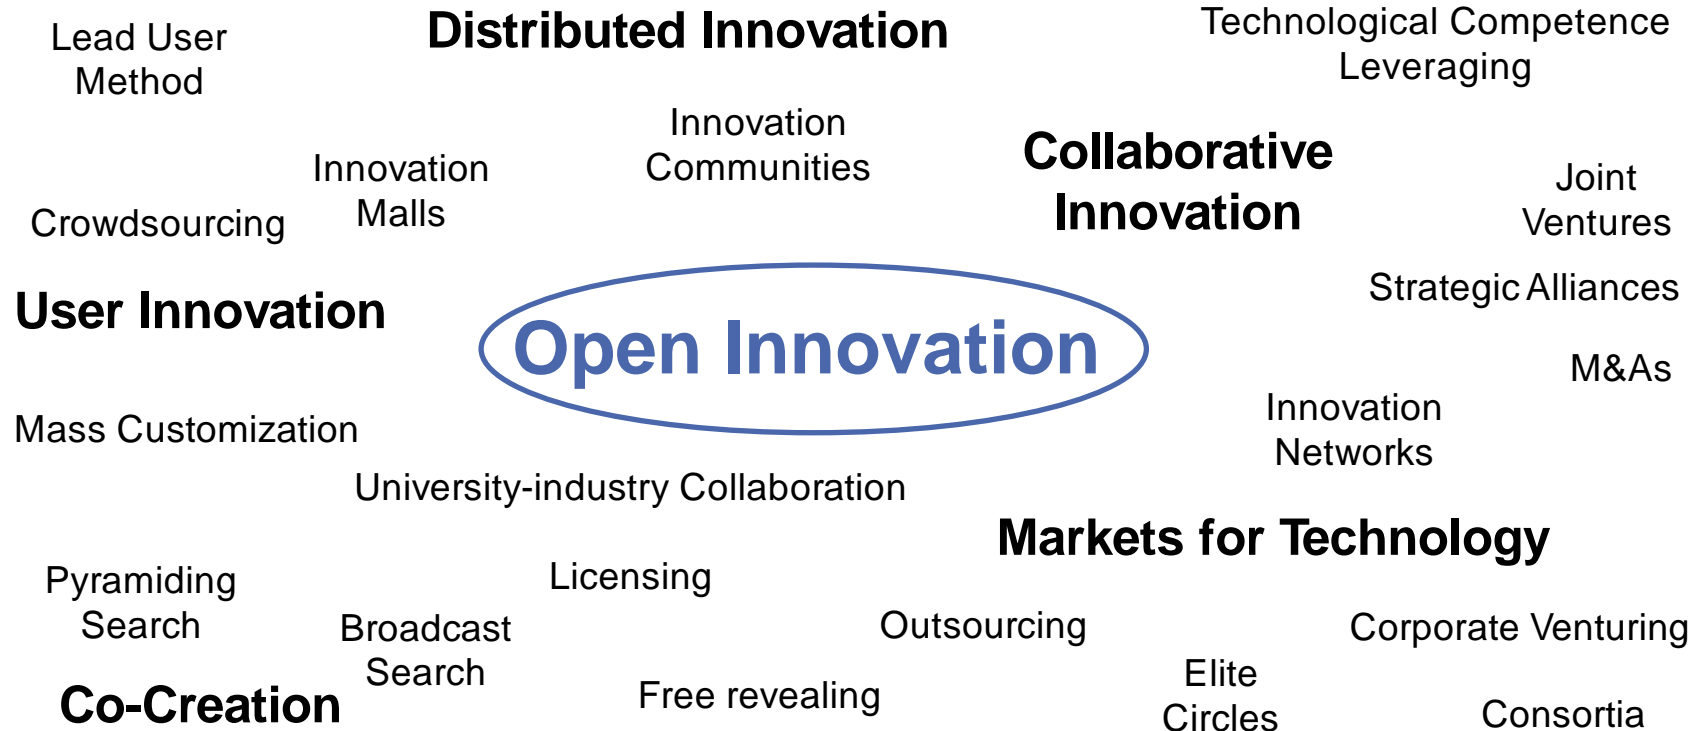 Lead User
Method
Distributed Innovation
Technological Competence
Leveraging
Innovation
Communities
Collaborative
Innovation
Innovation
Malls
Joint
Ventures
Crowdsourcing
User Innovation
Strategic Alliances
Open Innovation
M&As
Innovation
Networks
Mass Customization
University-industry Collaboration
Markets for Technology
Pyramiding
Search
Licensing
Broadcast
Search
Outsourcing
Corporate Venturing
Co-Creation
Free revealing
Elite
Circles
Consortia